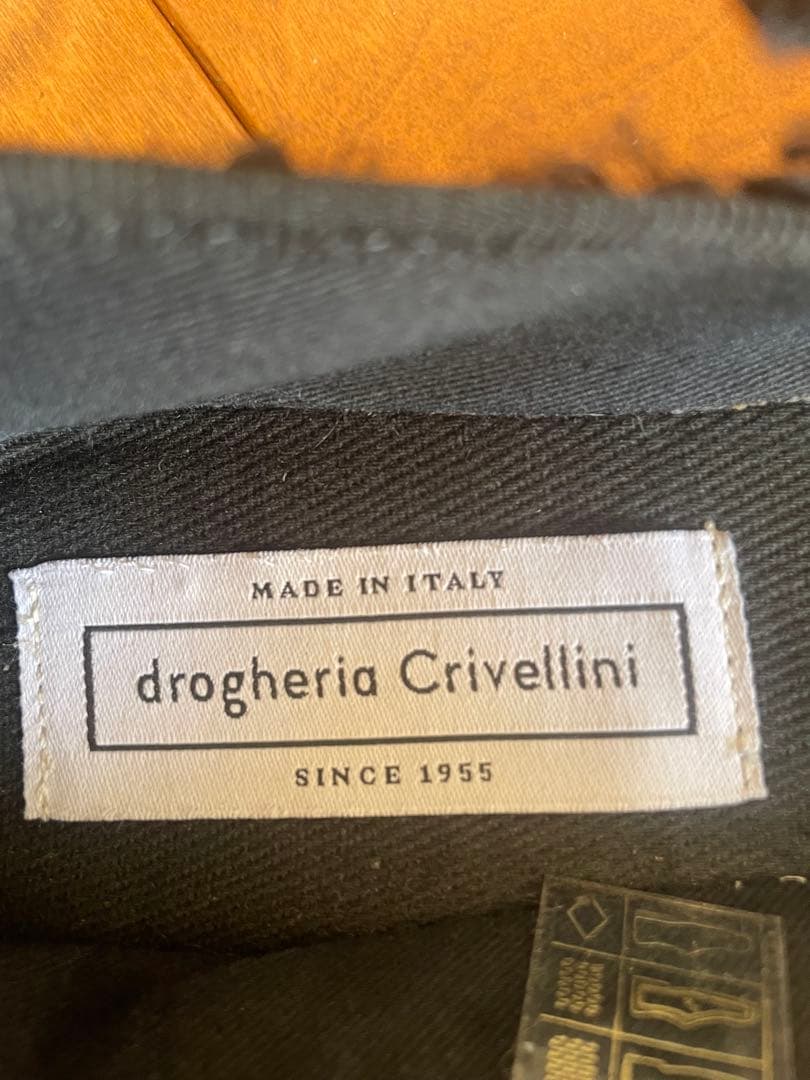 MADE IN ITALY
drogheria Crivellini
SINCE 1955